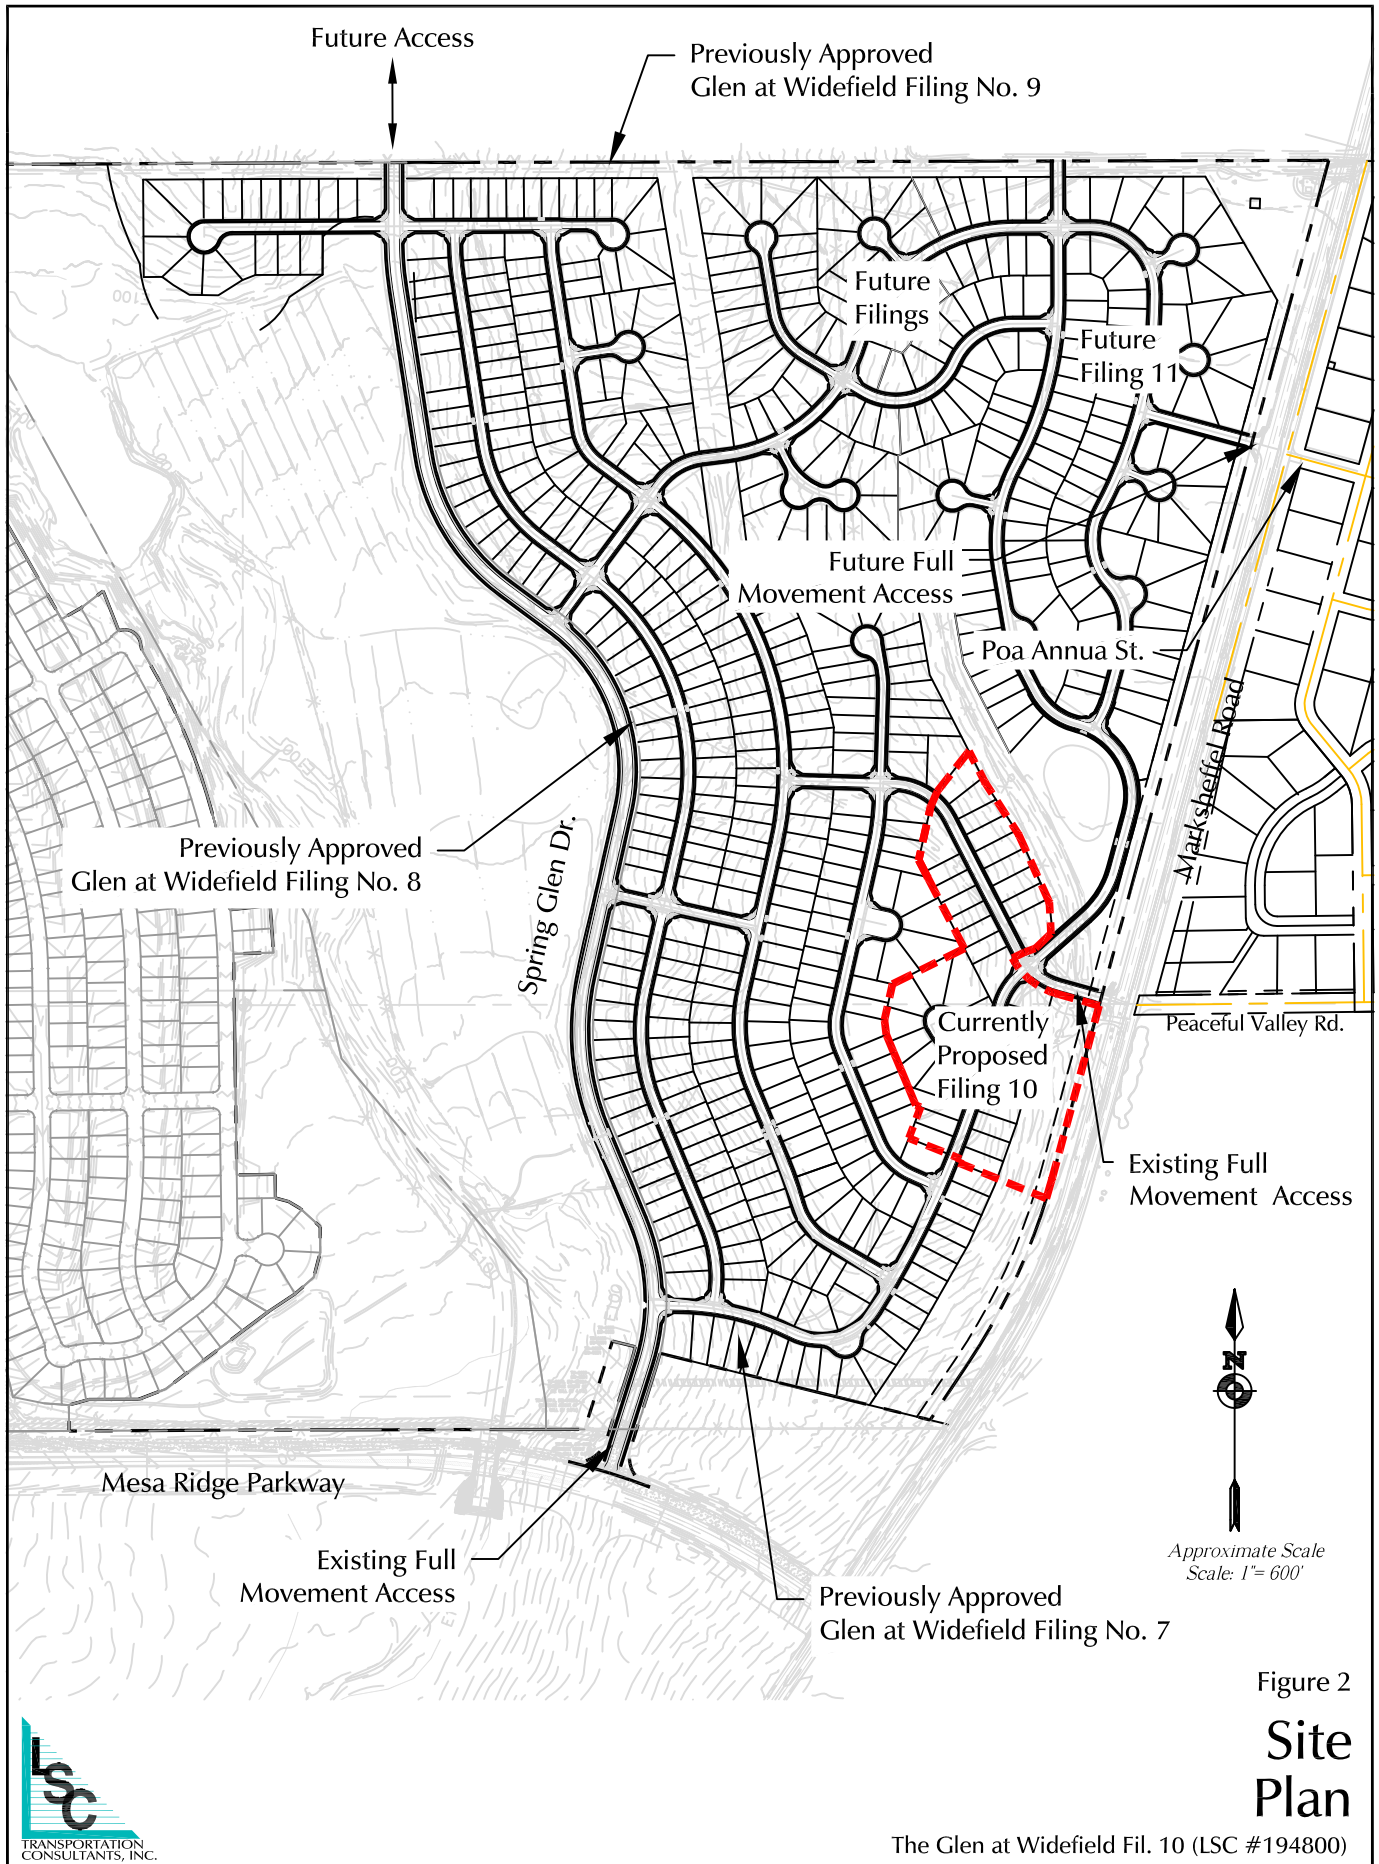 Future Access
Previously Approved
Glen at Widefield Filing No. 9
Future
Filings
Future
Filing 11
Future Full
Movement Access
Poa Annua St.
Marksheffel Road
Previously Approved
Glen at Widefield Filing No. 8
Spring Glen Dr.
Currently
Proposed
Filing 10
Peaceful Valley Rd.
Existing Full
Movement Access
N
Mesa Ridge Parkway
Existing Full
Movement Access
Approximate Scale
Scale: 1"= 600'
Previously Approved
Glen at Widefield Filing No. 7
Figure 2
Site
Plan
LSC
TRANSPORTATION
CONSULTANTS, INC.
The Glen at Widefield Fil. 10 (LSC #194800)